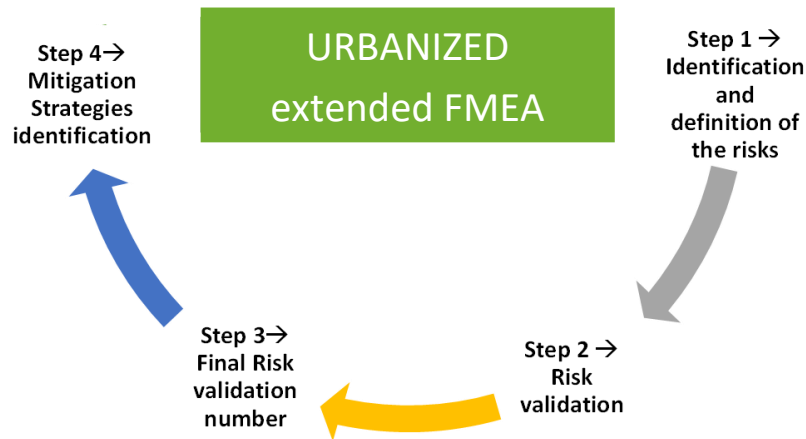 URBANIZED
extended FMEA
Step 1→
Identification
and
definition of
the risks
Step 2 →
Risk
validation
Step 3→
Final Risk
validation
number
Step 4→
Mitigation
Strategies
identification